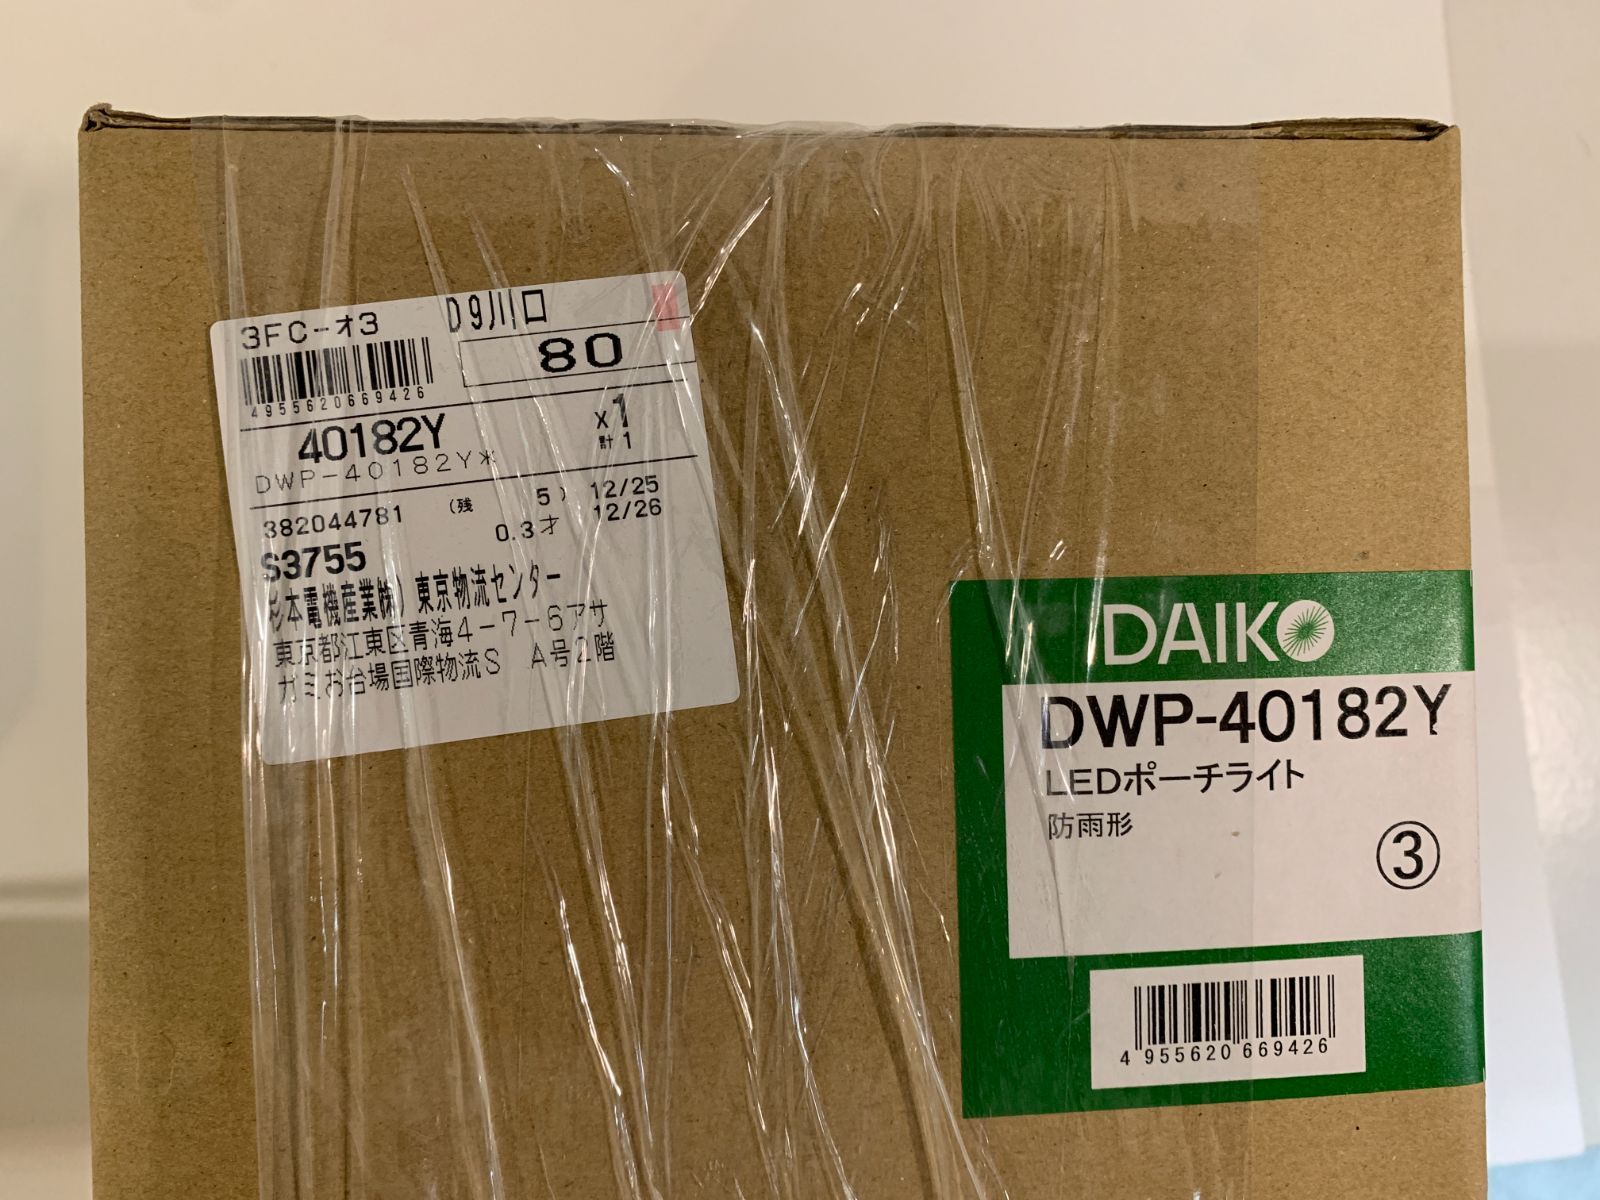 3FC-オ3
D9川口
80
4955620669426
40182Y
×1
DWP-40182Y*
計1
382044781
(残 5) 12/25
0.3才 12/26
S3755
杉本電機産業㈱) 東京物流センター
東京都江東区青海4-7-6アサ
ガミお台場国際物流S A号2階
DAIKO
DWP-40182Y
LEDポーチライト
防雨形
③
4 955620 669426